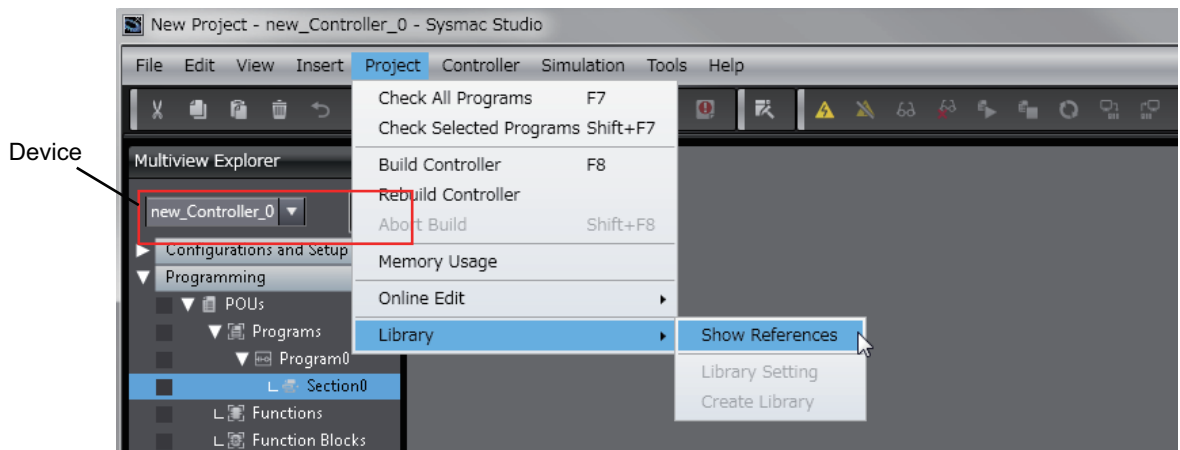 New Project - new_Controller_0 - Sysmac Studio
File Edit View Insert Project Controller Simulation Tools Help
Check All Programs F7
Check Selected Programs Shift+F7
Device
Multiview Explorer
Build Controller F8
Rebuild Controller
new_Controller_0
Abort Build Shift+F8
Configurations and Setup
Memory Usage
Programming
Online Edit
POUs
Library
Show References
Programs
Program0
Library Setting
Section0
Create Library
Functions
Function Blocks